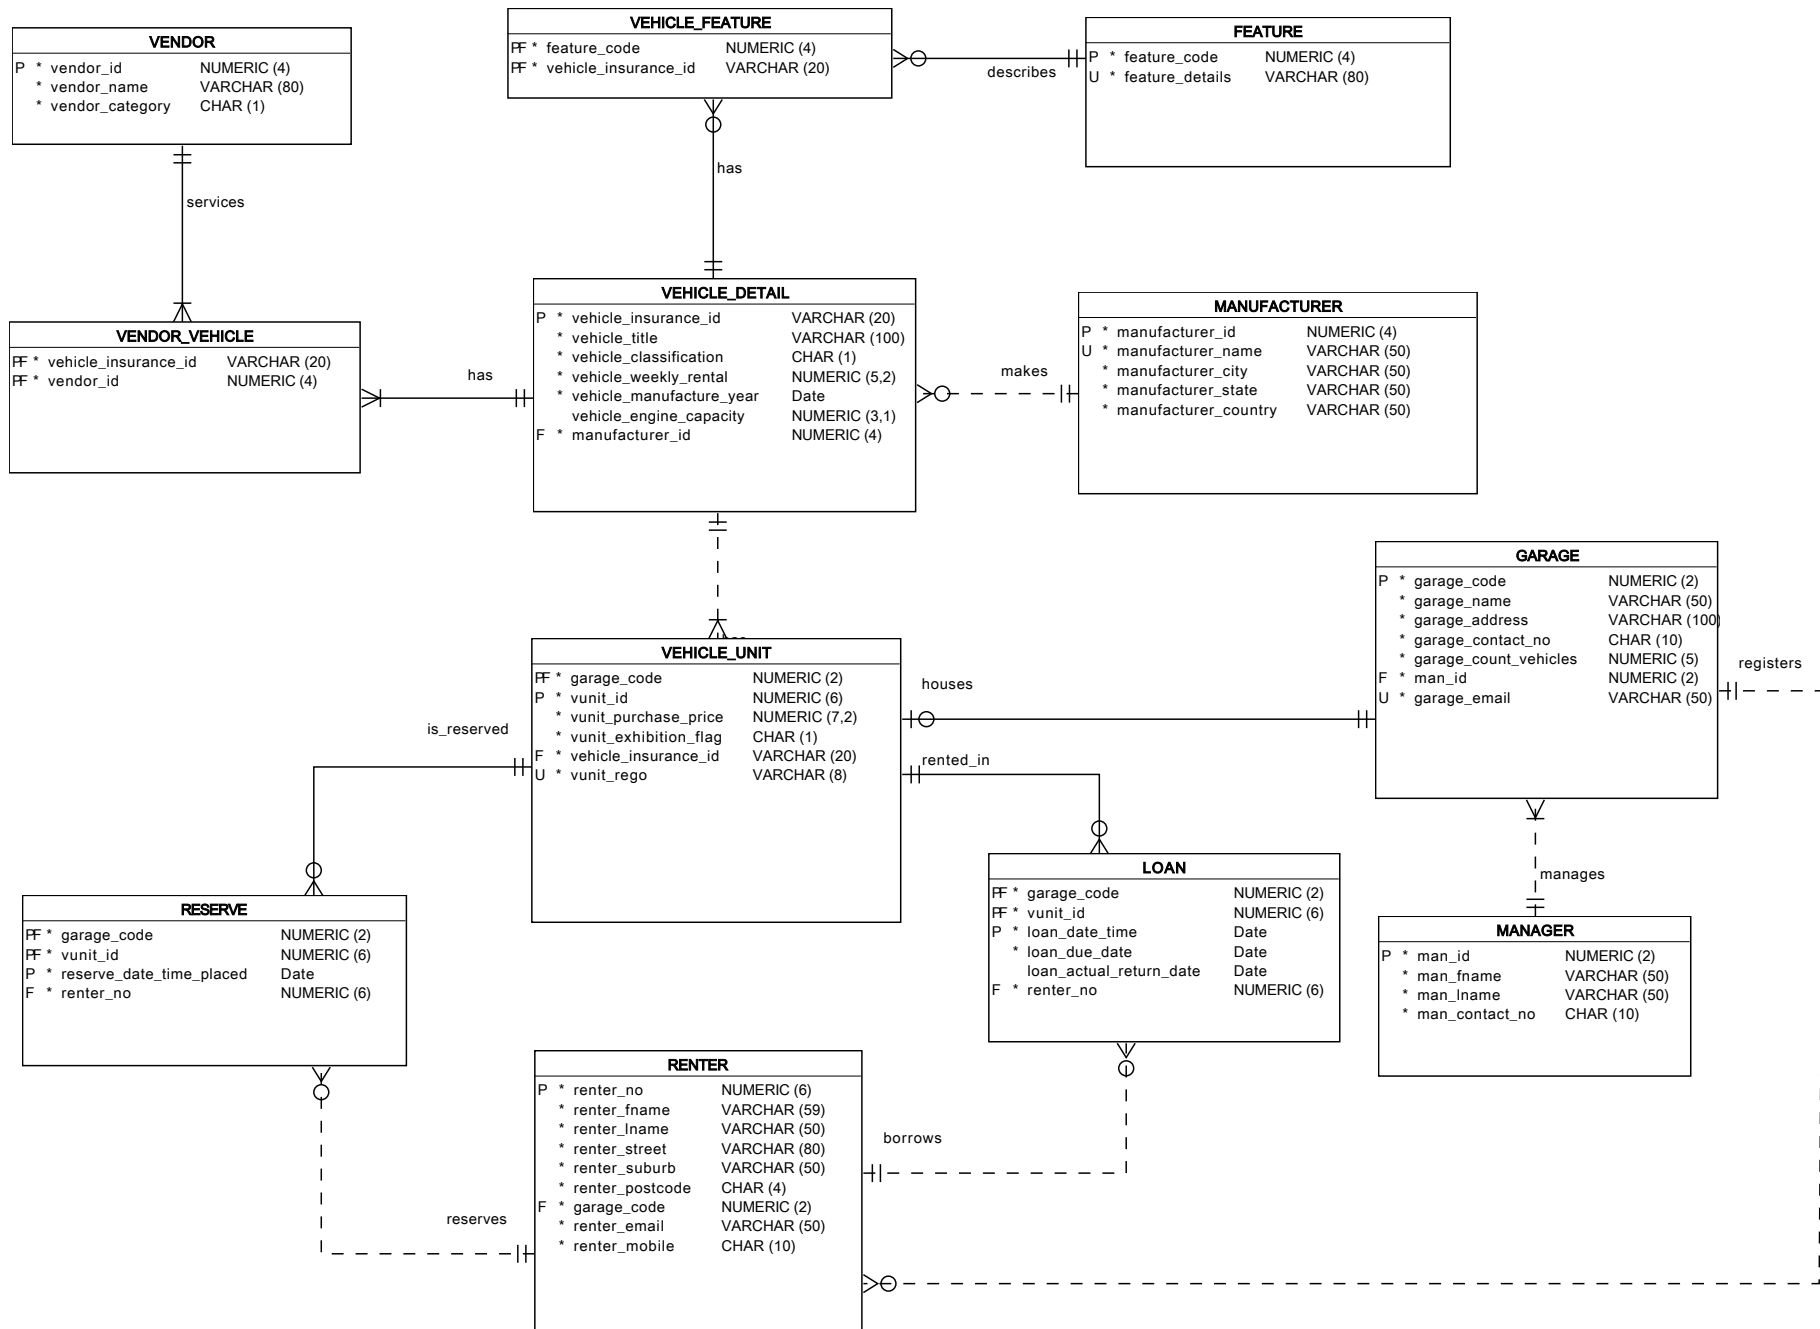 VENDOR
P * vendor_id NUMERIC (4)
* vendor_name VARCHAR (80)
* vendor_category CHAR (1)
VEHICLE_FEATURE
PF * feature_code NUMERIC (4)
PF * vehicle_insurance_id VARCHAR (20)
describes
FEATURE
P * feature_code NUMERIC (4)
U * feature_details VARCHAR (80)
services
has
VENDOR_VEHICLE
PF * vehicle_insurance_id VARCHAR (20)
PF * vendor_id NUMERIC (4)
has
VEHICLE_DETAIL
P * vehicle_insurance_id VARCHAR (20)
* vehicle_title VARCHAR (100)
* vehicle_classification CHAR (1)
* vehicle_weekly_rental NUMERIC (5,2)
* vehicle_manufacture_year Date
vehicle_engine_capacity NUMERIC (3,1)
F * manufacturer_id NUMERIC (4)
makes
MANUFACTURER
P * manufacturer_id NUMERIC (4)
U * manufacturer_name VARCHAR (50)
* manufacturer_city VARCHAR (50)
* manufacturer_state VARCHAR (50)
* manufacturer_country VARCHAR (50)
VEHICLE_UNIT
PF * garage_code NUMERIC (2)
P * vunit_id NUMERIC (6)
* vunit_purchase_price NUMERIC (7,2)
* vunit_exhibition_flag CHAR (1)
F * vehicle_insurance_id VARCHAR (20)
U * vunit_rego VARCHAR (8)
houses
is_reserved
rented_in
GARAGE
P * garage_code NUMERIC (2)
* garage_name VARCHAR (50)
* garage_address VARCHAR (100)
* garage_contact_no CHAR (10)
* garage_count_vehicles NUMERIC (5)
F * man_id NUMERIC (2)
U * garage_email VARCHAR (50)
registers
manages
RESERVE
PF * garage_code NUMERIC (2)
PF * vunit_id NUMERIC (6)
P * reserve_date_time_placed Date
F * renter_no NUMERIC (6)
LOAN
PF * garage_code NUMERIC (2)
PF * vunit_id NUMERIC (6)
P * loan_date_time Date
* loan_due_date Date
loan_actual_return_date Date
F * renter_no NUMERIC (6)
MANAGER
P * man_id NUMERIC (2)
* man_fname VARCHAR (50)
* man_lname VARCHAR (50)
* man_contact_no CHAR (10)
RENTER
P * renter_no NUMERIC (6)
* renter_fname VARCHAR (59)
* renter_lname VARCHAR (50)
* renter_street VARCHAR (80)
* renter_suburb VARCHAR (50)
* renter_postcode CHAR (4)
F * garage_code NUMERIC (2)
* renter_email VARCHAR (50)
* renter_mobile CHAR (10)
borrows
reserves